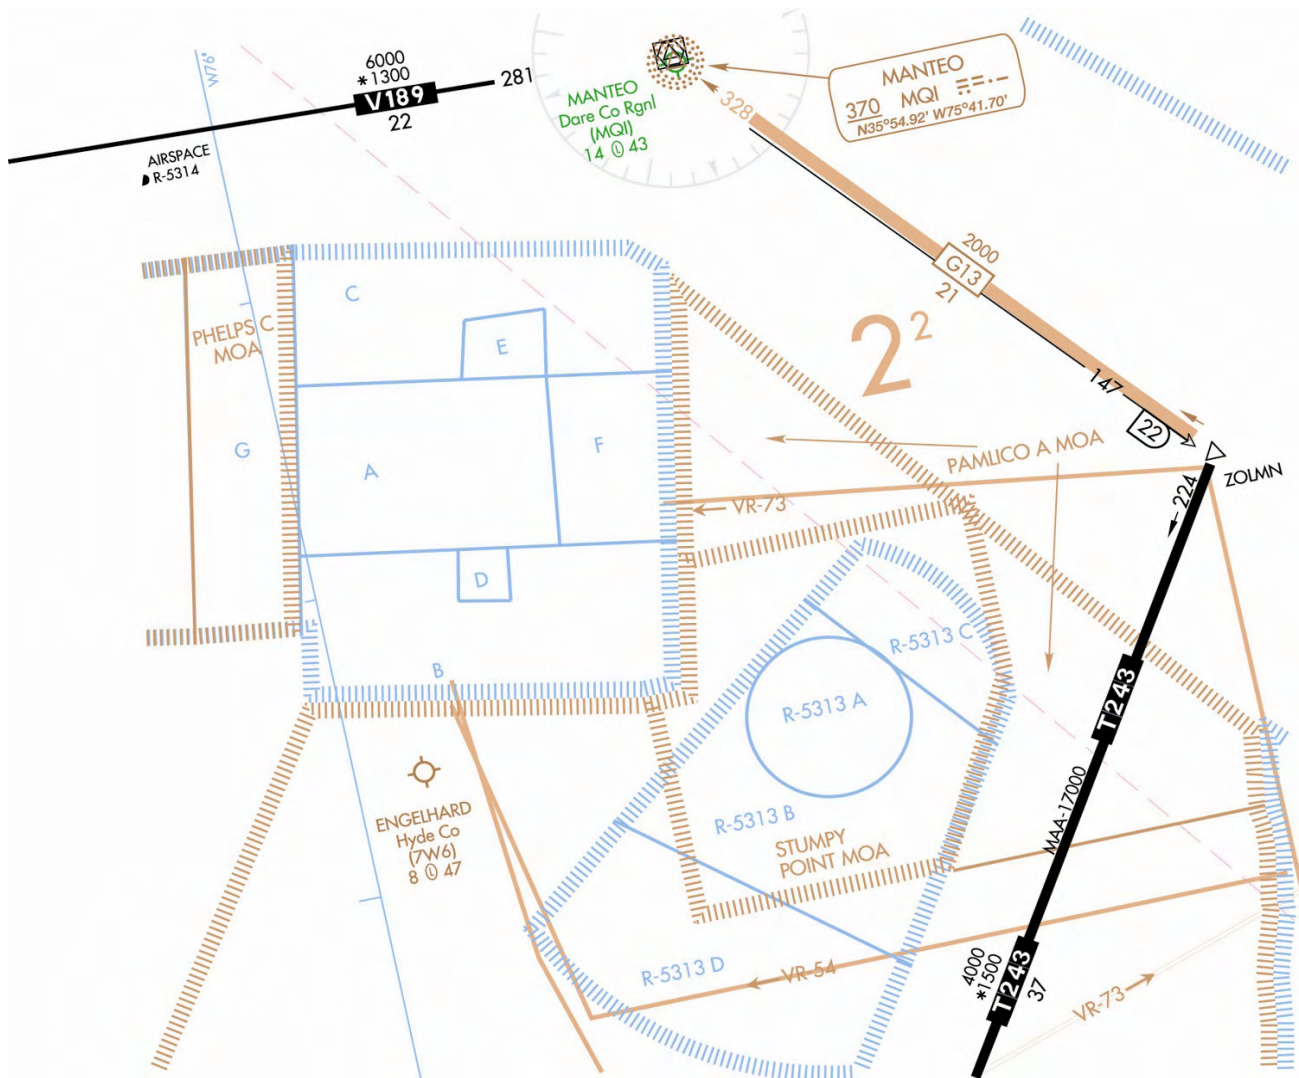 W76°
6000
*1300
V189
22
281
AIRSPACE
R-5314
MANTEO
Dare Co Rgnl
(MQI)
14 Ⓛ 43
328
MANTEO
370 MQI
N35°54.92' W75°41.70'
2000
G13
21
2²
147
22
ZOLMN
224
PAMLICO A MOA
VR-73
PHELPS C
MOA
C
E
G
A
F
D
B
R-5313 C
R-5313 A
R-5313 B
STUMPY
POINT MOA
R-5313 D
VR-54
T243
MAA-17000
4000
*1500
T243
37
VR-73
ENGELHARD
Hyde Co
(7W6)
8 Ⓛ 47